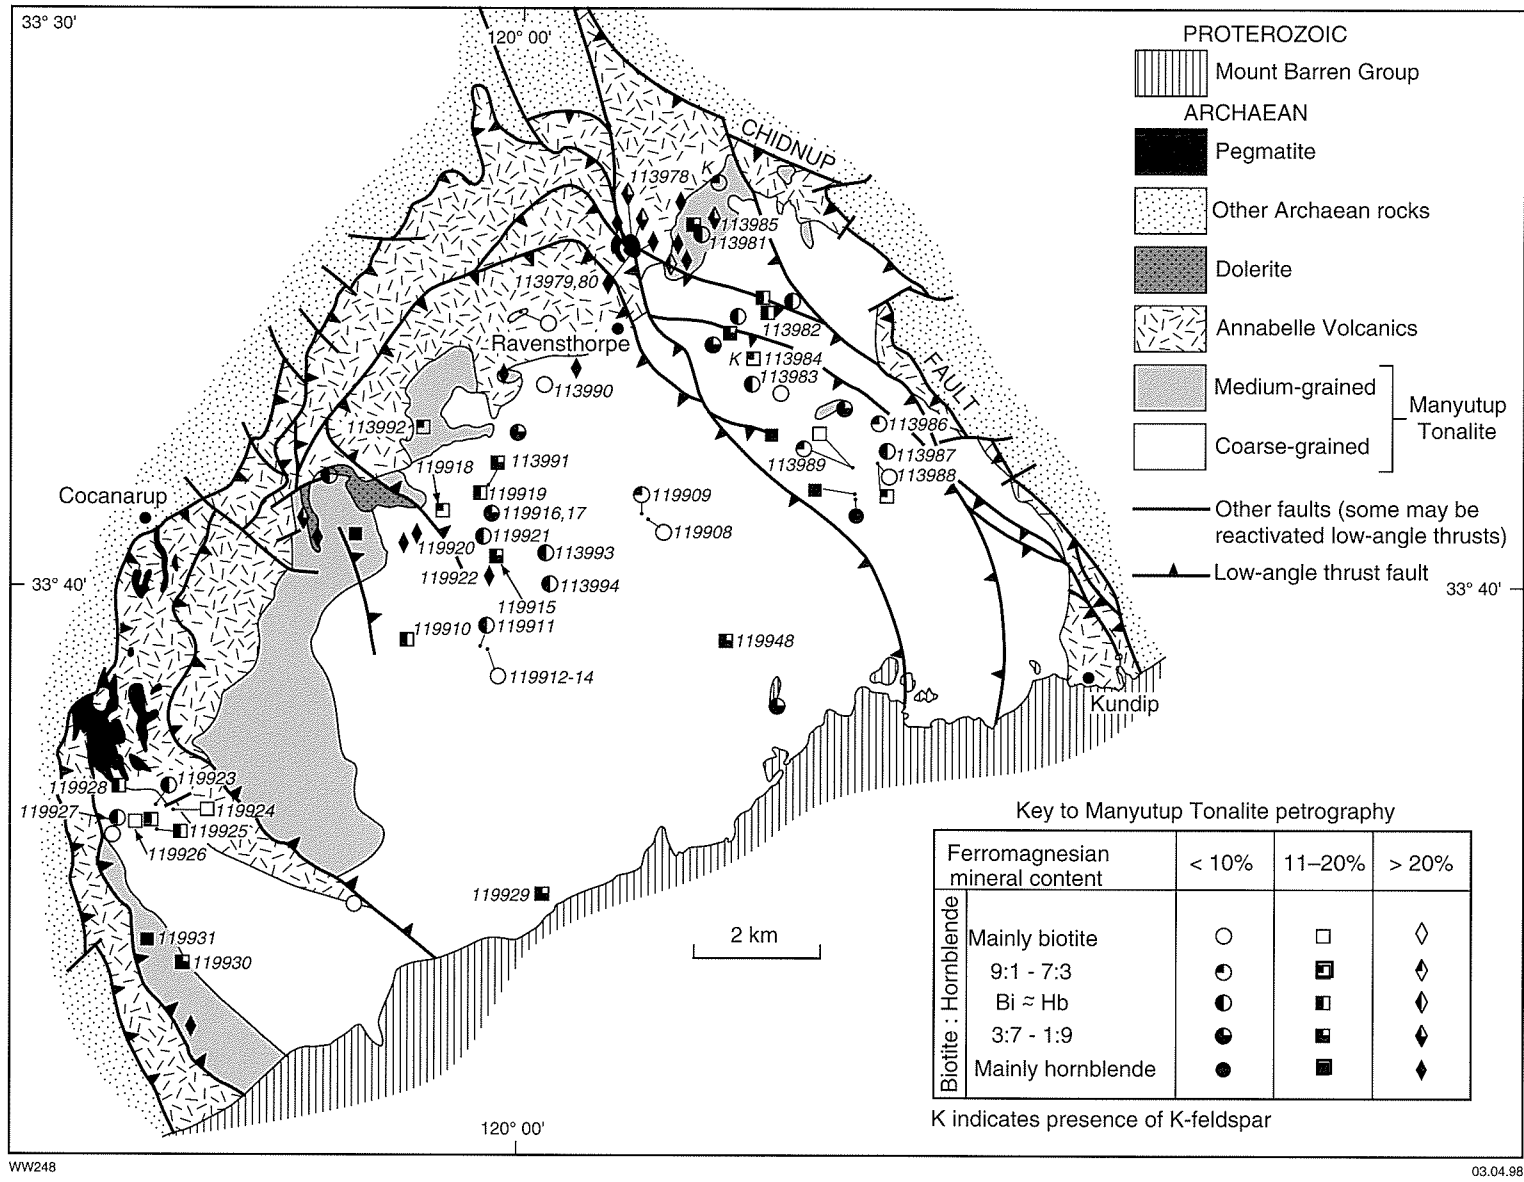 33° 30'
120° 00'
CHIDNUP
FAULT
K
113978
113985
113981
113979,80
113982
K
113984
113983
Ravensthorpe
113990
113992
113986
113987
113989
113988
113991
119918
119919
119909
119916,17
119908
119921
119920
113993
119922
113994
119915
Cocanarup
33° 40'
33° 40'
119910
119911
119948
119912-14
Kundip
119923
119928
119924
119927
119925
119926
119929
119931
119930
2 km
120° 00'
PROTEROZOIC
Mount Barren Group
ARCHAEAN
Pegmatite
Other Archaean rocks
Dolerite
Annabelle Volcanics
Medium-grained
Coarse-grained
Manyutup
Tonalite
Other faults (some may be
reactivated low-angle thrusts)
Low-angle thrust fault
Key to Manyutup Tonalite petrography
Ferromagnesian
mineral content
< 10%
11–20%
> 20%
Biotite : Hornblende
Mainly biotite
9:1 - 7:3
Bi ≈ Hb
3:7 - 1:9
Mainly hornblende
K indicates presence of K-feldspar
WW248
03.04.98